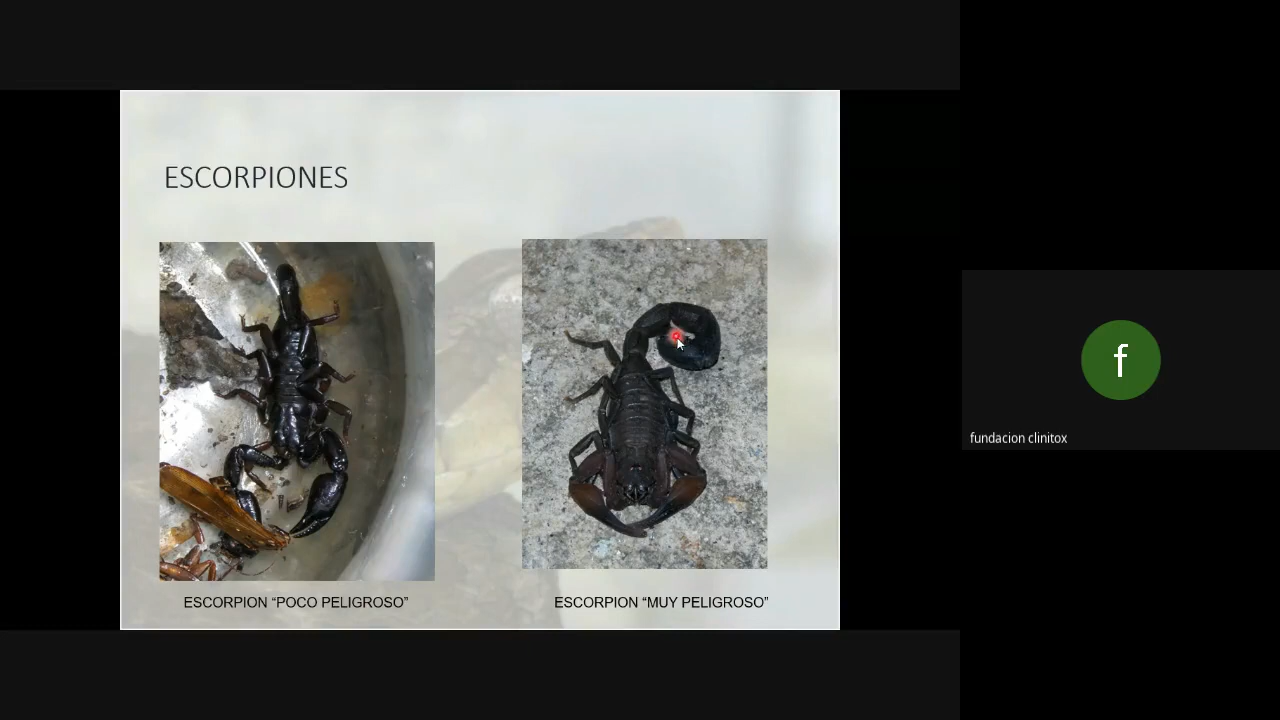 ESCORPIONES
ESCORPION “POCO PELIGROSO”
ESCORPION “MUY PELIGROSO”
f
fundacion clinitox